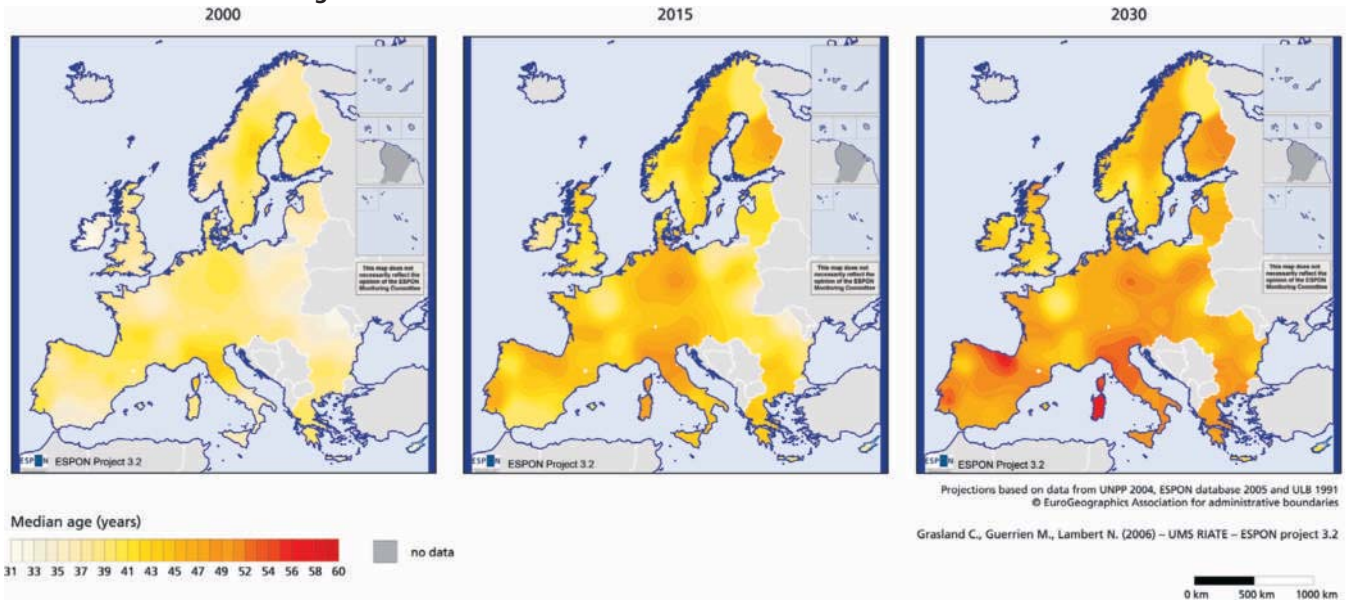 2000
2015
2030
This map does not
necessarily reflect the
opinion of the ESPON
Monitoring Committee
This map does not
necessarily reflect the
opinion of the ESPON
Monitoring Committee
This map does not
necessarily reflect the
opinion of the ESPON
Monitoring Committee
ESPON Project 3.2
ESPON Project 3.2
ESPON Project 3.2
Projections based on data from UNPP 2004, ESPON database 2005 and ULB 1991
© EuroGeographics Association for administrative boundaries
Grasland C., Guerrien M., Lambert N. (2006) – UMS RIATE – ESPON project 3.2
Median age (years)
31 33 35 37 39 41 43 45 47 49 52 54 56 58 60
no data
0 km 500 km 1000 km